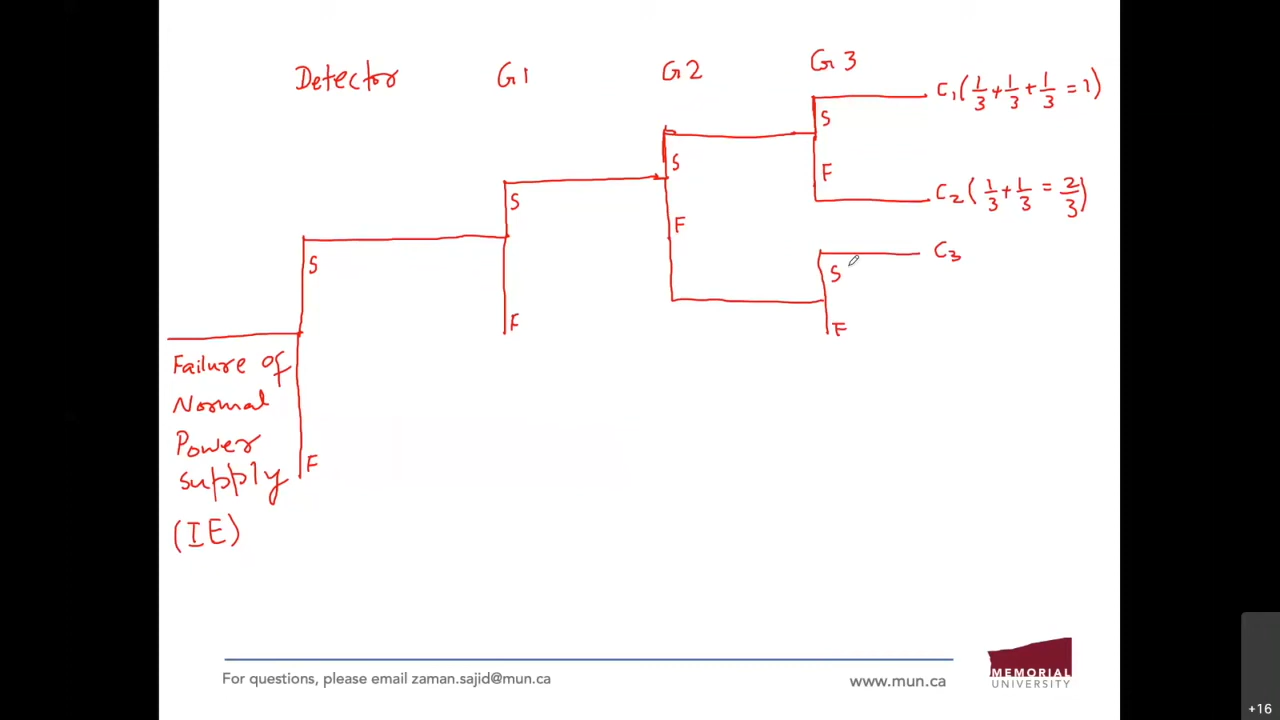 Detector G1 G2 G3
C1 (1/3 + 1/3 + 1/3 = 1)
S
F
C2 (1/3 + 1/3 = 2/3)
S
F
C3
S
F
S
F
S
F
Failure of
Normal
Power
Supply
(IE)
For questions, please email zaman.sajid@mun.ca
www.mun.ca
MEMORIAL
UNIVERSITY
+16